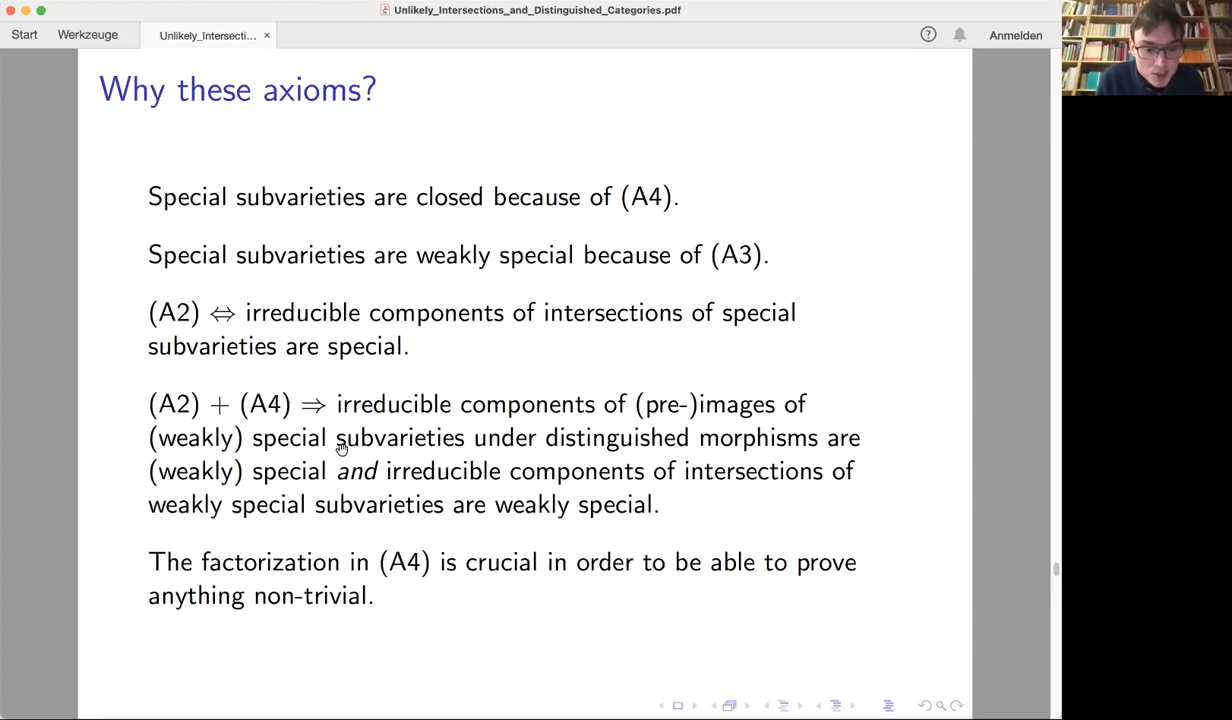 Unlikely_Intersections_and_Distinguished_Categories.pdf
Start Werkzeuge Unlikely_Intersecti... × Anmelden
Why these axioms?
Special subvarieties are closed because of (A4).
Special subvarieties are weakly special because of (A3).
(A2) ⇔ irreducible components of intersections of special
subvarieties are special.
(A2) + (A4) ⇒ irreducible components of (pre-)images of
(weakly) special subvarieties under distinguished morphisms are
(weakly) special and irreducible components of intersections of
weakly special subvarieties are weakly special.
The factorization in (A4) is crucial in order to be able to prove
anything non-trivial.